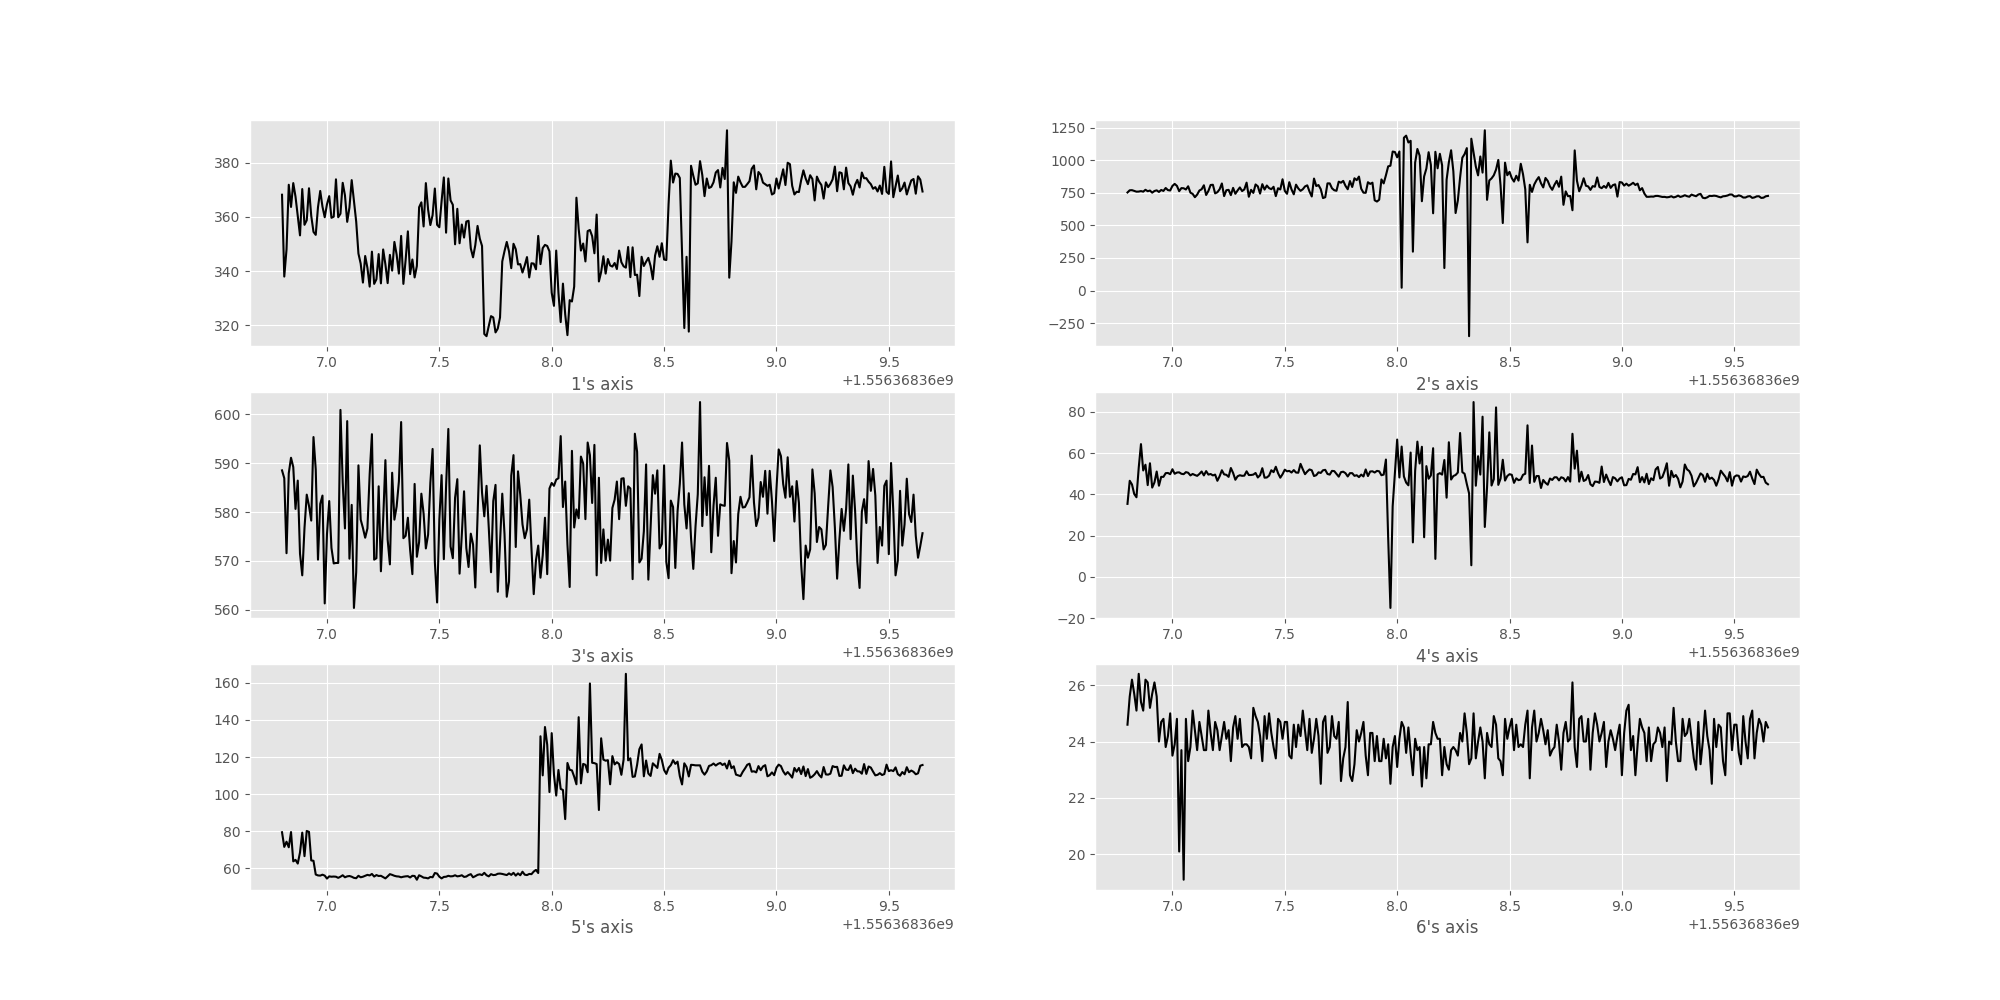 380
360
340
320
7.0 7.5 8.0 8.5 9.0 9.5
+1.55636836e9
1's axis
1250
1000
750
500
250
0
−250
7.0 7.5 8.0 8.5 9.0 9.5
+1.55636836e9
2's axis
600
590
580
570
560
7.0 7.5 8.0 8.5 9.0 9.5
+1.55636836e9
3's axis
80
60
40
20
0
−20
7.0 7.5 8.0 8.5 9.0 9.5
+1.55636836e9
4's axis
160
140
120
100
80
60
7.0 7.5 8.0 8.5 9.0 9.5
+1.55636836e9
5's axis
26
24
22
20
7.0 7.5 8.0 8.5 9.0 9.5
+1.55636836e9
6's axis